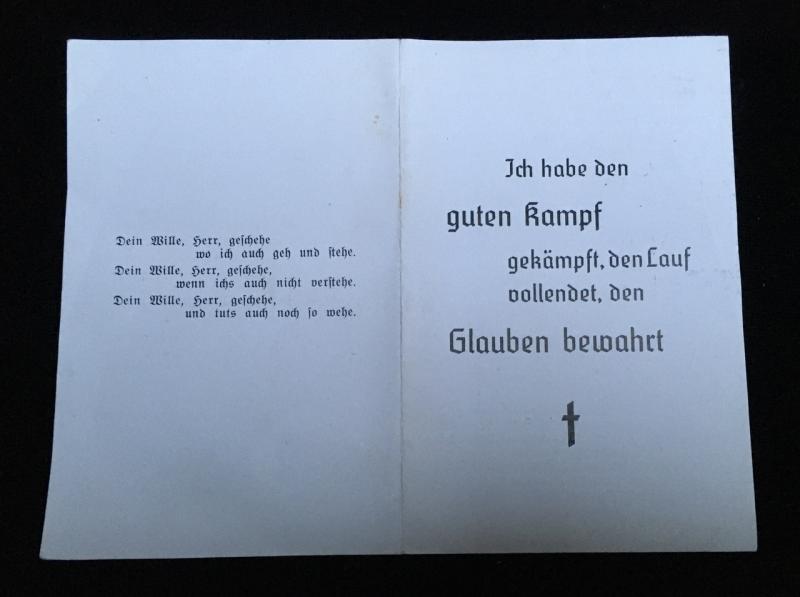 Dein Wille, Herr, geschehe
wo ich auch geh und stehe.
Dein Wille, Herr, geschehe,
wenn ichs auch nicht verstehe.
Dein Wille, Herr, geschehe,
und tuts auch noch so wehe.
Ich habe den
guten Kampf
gekämpft, den Lauf
vollendet, den
Glauben bewahrt